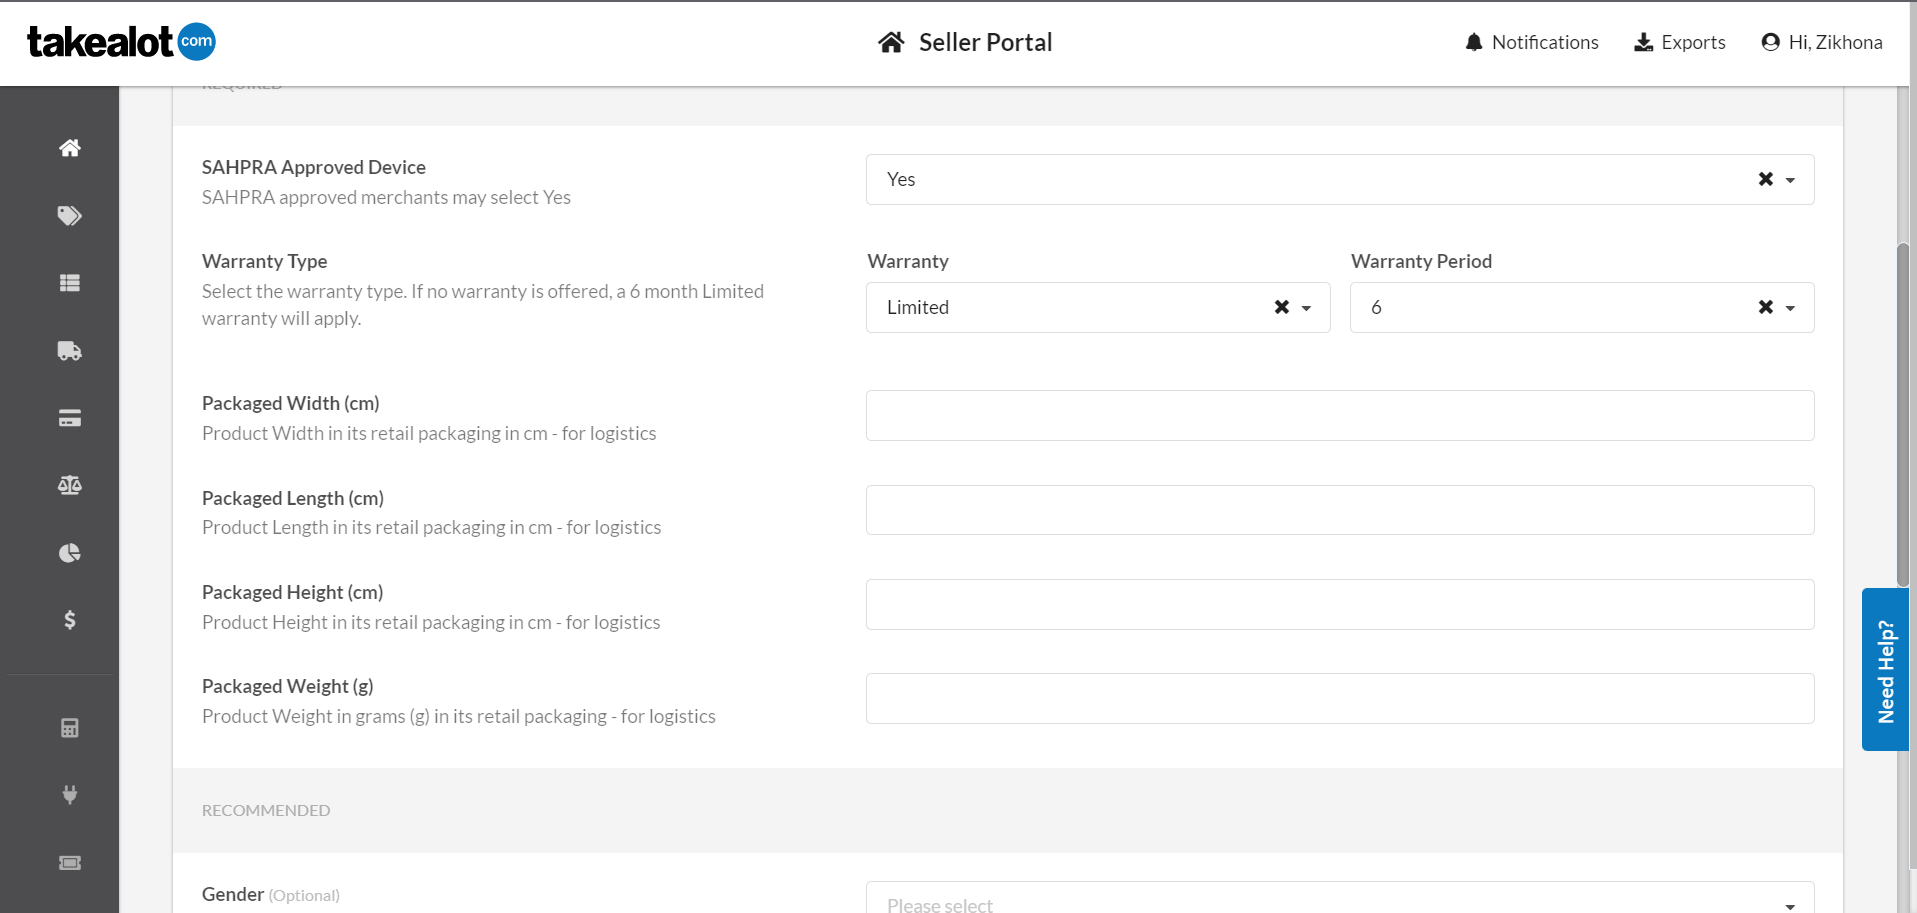 takealot com
Seller Portal
Notifications
Exports
Hi, Zikhona
REQUIRED
SAHPRA Approved Device
SAHPRA approved merchants may select Yes
Yes
Warranty Type
Select the warranty type. If no warranty is offered, a 6 month Limited
warranty will apply.
Warranty
Limited
Warranty Period
6
Packaged Width (cm)
Product Width in its retail packaging in cm - for logistics
Packaged Length (cm)
Product Length in its retail packaging in cm - for logistics
Packaged Height (cm)
Product Height in its retail packaging in cm - for logistics
Packaged Weight (g)
Product Weight in grams (g) in its retail packaging - for logistics
Need Help?
RECOMMENDED
Gender (Optional)
Please select